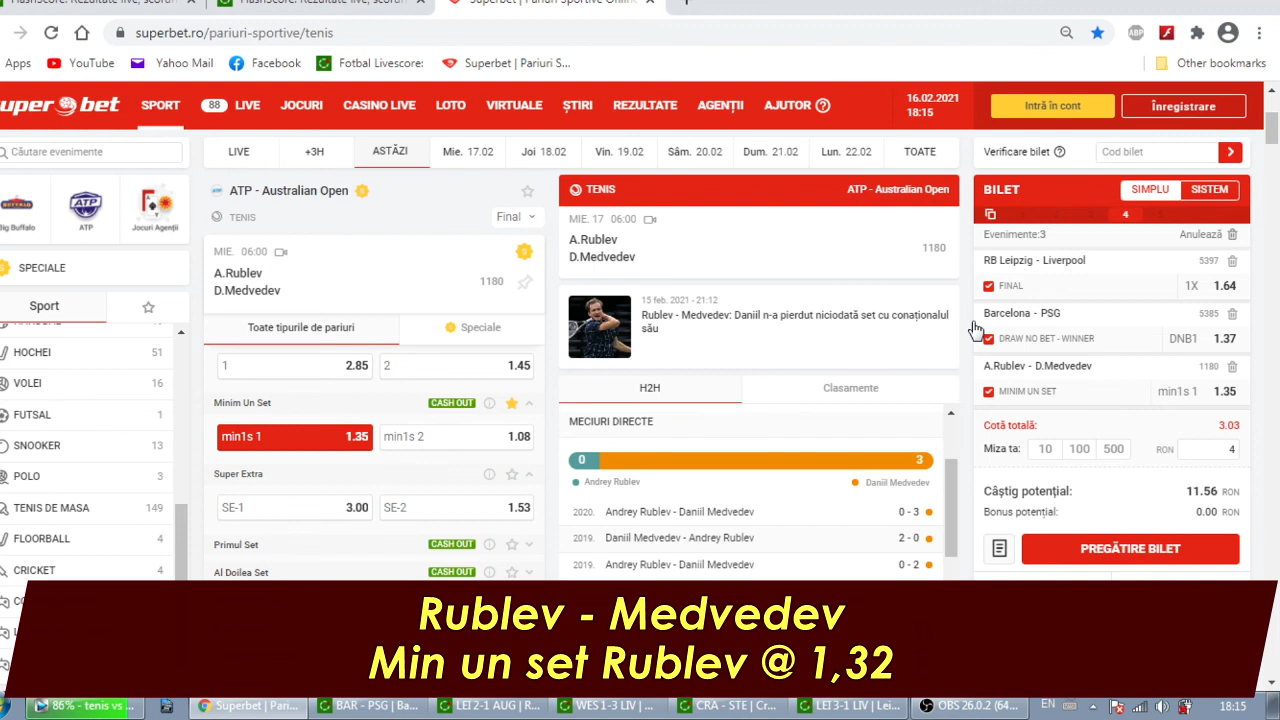 superbet.ro/pariuri-sportive/tenis
Apps
YouTube
Yahoo Mail
Facebook
Fotbal Livescore:
Superbet | Pariuri S...
Other bookmarks
SPORT
88 LIVE
JOCURI
CASINO LIVE
LOTO
VIRTUALE
ȘTIRI
REZULTATE
AGENȚII
AJUTOR
16.02.2021
18:15
Intră în cont
Înregistrare
Căutare evenimente
LIVE
+3H
ASTĂZI
Mie. 17.02
Joi 18.02
Vin. 19.02
Sâm. 20.02
Dum. 21.02
Lun. 22.02
TOATE
Verificare bilet
Cod bilet
Big Buffalo
ATP
Jocuri Agenții
SPECIALE
Sport
HOCHEI 51
VOLEI 16
FUTSAL 1
SNOOKER 13
POLO 5
TENIS DE MASA 149
FLOORBALL 4
CRICKET 4
ATP - Australian Open
TENIS
Final
MIE. 06:00
A.Rublev
D.Medvedev
1180
Toate tipurile de pariuri
Speciale
1 2.85
2 1.45
Minim Un Set CASH OUT
min1s 1 1.35
min1s 2 1.08
Super Extra
SE-1 3.00
SE-2 1.53
Primul Set CASH OUT
Al Doilea Set CASH OUT
TENIS
ATP - Australian Open
MIE. 17 06:00
A.Rublev
D.Medvedev
1180
15 feb. 2021 - 21:12
Rublev - Medvedev: Daniil n-a pierdut niciodată set cu conaționalul
său
H2H
Clasamente
MECIURI DIRECTE
0 3
Andrey Rublev
Daniil Medvedev
2020. Andrey Rublev - Daniil Medvedev 0 - 3
2019. Daniil Medvedev - Andrey Rublev 2 - 0
2019. Andrey Rublev - Daniil Medvedev 0 - 2
BILET
SIMPLU
SISTEM
4
Evenimente:3
Anulează
RB Leipzig - Liverpool 5397
FINAL 1X 1.64
Barcelona - PSG 5385
DRAW NO BET - WINNER DNB1 1.37
A.Rublev - D.Medvedev 1180
MINIM UN SET min1s 1 1.35
Cotă totală: 3.03
Miza ta: 10 100 500 RON 4
Câștig potențial: 11.56 RON
Bonus potențial: 0.00 RON
PREGĂTIRE BILET
Rublev - Medvedev
Min un set Rublev @ 1,32
86% - tenis vs ...
Superbet | Pariu...
BAR - PSG | Ba...
LEI 2-1 AUG | R...
WES 1-3 LIV | ...
CRA - STE | Cr...
LEI 3-1 LIV | Lei...
OBS 26.0.2 (64...
EN
18:15